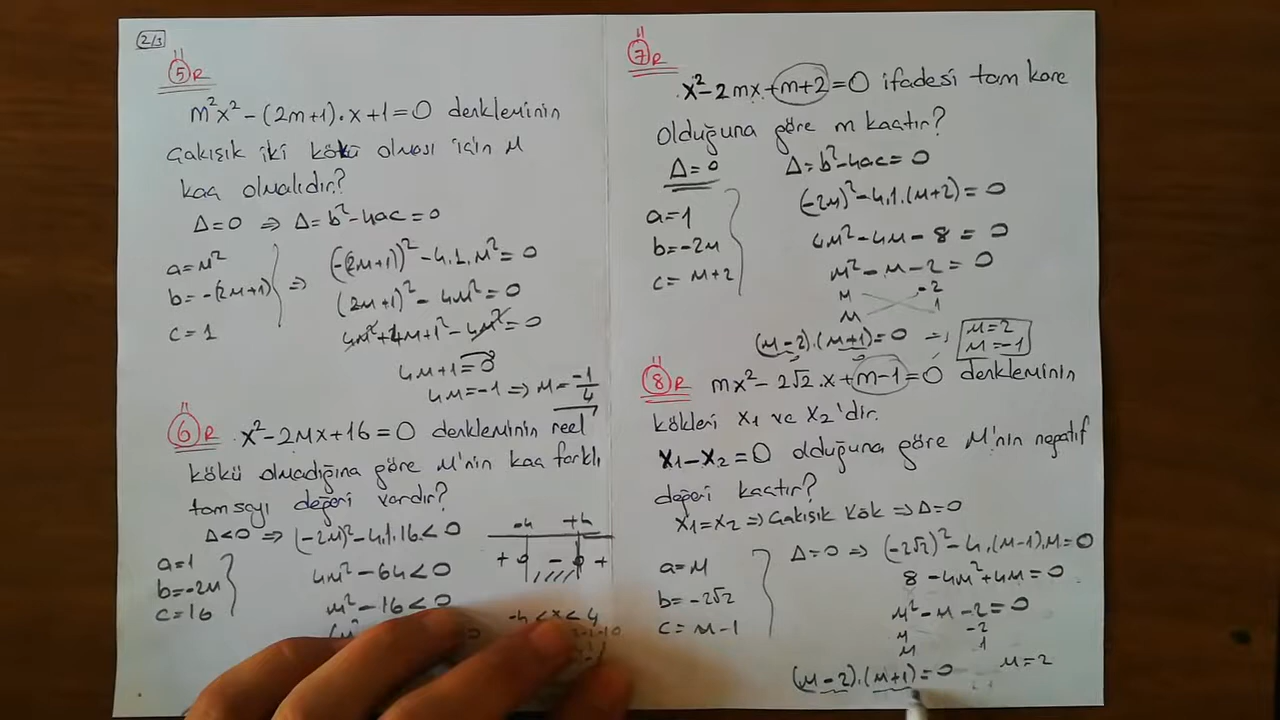 2/3
5 R
m²x² - (2m+1).x+1=0 denkleminin
Çakışık iki kökü olması için m
kaç olmalıdır?
Δ=0 ⇒ Δ=b²-4ac=0
a=m²
b=-(2m+1)
c=1
⇒ (-(2m+1))²-4.1.m²=0
(2m+1)²-4m²=0
4m²+4m+1²-4m²=0
4m+1=0
4m=-1 ⇒ m=-1/4
6 R x²-2mx+16=0 denkleminin reel
kökü olmadığına göre m'nin kaç farklı
tamsayı değeri vardır?
Δ<0 ⇒ (-2m)²-4.1.16<0
a=1
b=-2m
c=16
4m²-64<0
m²-16<0
-4 +4
+ - +
-4<x<4
7 R
x²-2mx+m+2=0 ifadesi tam kare
olduğuna göre m kaçtır?
Δ=0 Δ=b²-4ac=0
a=1
b=-2m
c=m+2
(-2m)²-4.1.(m+2)=0
4m²-4m-8=0
m²-m-2=0
m -2
m 1
(m-2).(m+1)=0 ⇒ m=2
m=-1
8 R mx²-2√2.x+m-1=0 denkleminin
kökleri x1 ve x2'dir.
x1-x2=0 olduğuna göre m'nin negatif
değeri kaçtır?
x1=x2 ⇒ Çakışık kök ⇒ Δ=0
a=m
b=-2√2
c=m-1
Δ=0 ⇒ (-2√2)²-4.(m-1).m=0
8-4m²+4m=0
m²-m-2=0
m -2
m 1
(m-2).(m+1)=0 m=2